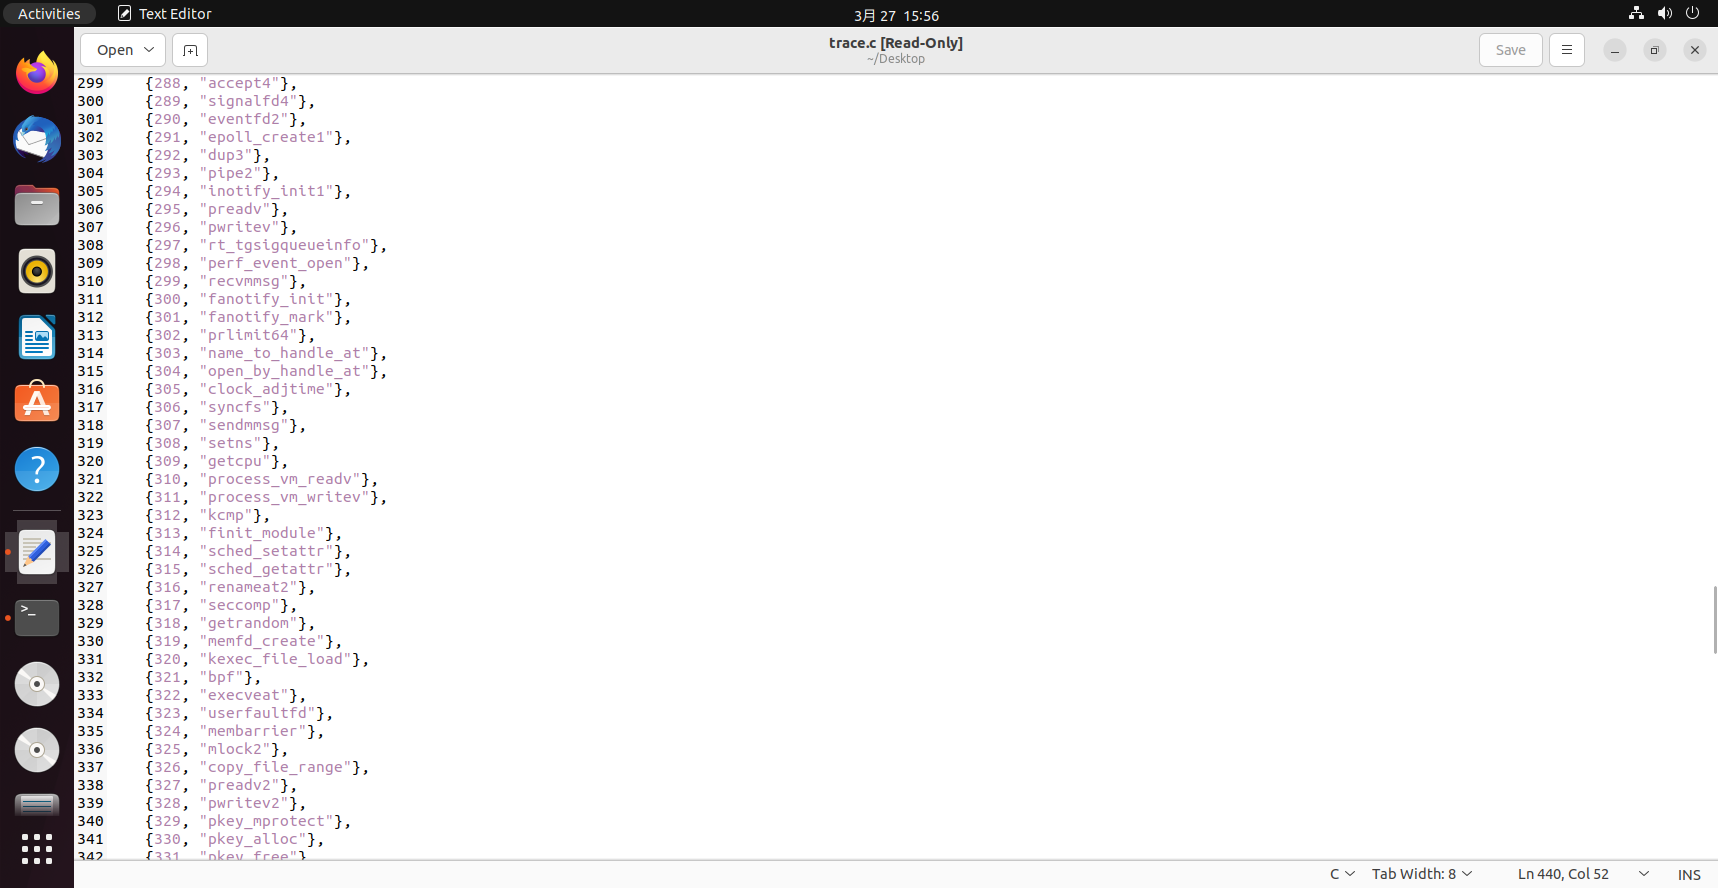 Activities
Text Editor
3月 27 15:56
Open
trace.c [Read-Only]
~/Desktop
Save
299 {288, "accept4"},
300 {289, "signalfd4"},
301 {290, "eventfd2"},
302 {291, "epoll_create1"},
303 {292, "dup3"},
304 {293, "pipe2"},
305 {294, "inotify_init1"},
306 {295, "preadv"},
307 {296, "pwritev"},
308 {297, "rt_tgsigqueueinfo"},
309 {298, "perf_event_open"},
310 {299, "recvmmsg"},
311 {300, "fanotify_init"},
312 {301, "fanotify_mark"},
313 {302, "prlimit64"},
314 {303, "name_to_handle_at"},
315 {304, "open_by_handle_at"},
316 {305, "clock_adjtime"},
317 {306, "syncfs"},
318 {307, "sendmmsg"},
319 {308, "setns"},
320 {309, "getcpu"},
321 {310, "process_vm_readv"},
322 {311, "process_vm_writev"},
323 {312, "kcmp"},
324 {313, "finit_module"},
325 {314, "sched_setattr"},
326 {315, "sched_getattr"},
327 {316, "renameat2"},
328 {317, "seccomp"},
329 {318, "getrandom"},
330 {319, "memfd_create"},
331 {320, "kexec_file_load"},
332 {321, "bpf"},
333 {322, "execveat"},
334 {323, "userfaultfd"},
335 {324, "membarrier"},
336 {325, "mlock2"},
337 {326, "copy_file_range"},
338 {327, "preadv2"},
339 {328, "pwritev2"},
340 {329, "pkey_mprotect"},
341 {330, "pkey_alloc"},
342 {331, "pkey_free"}
C
Tab Width: 8
Ln 440, Col 52
INS